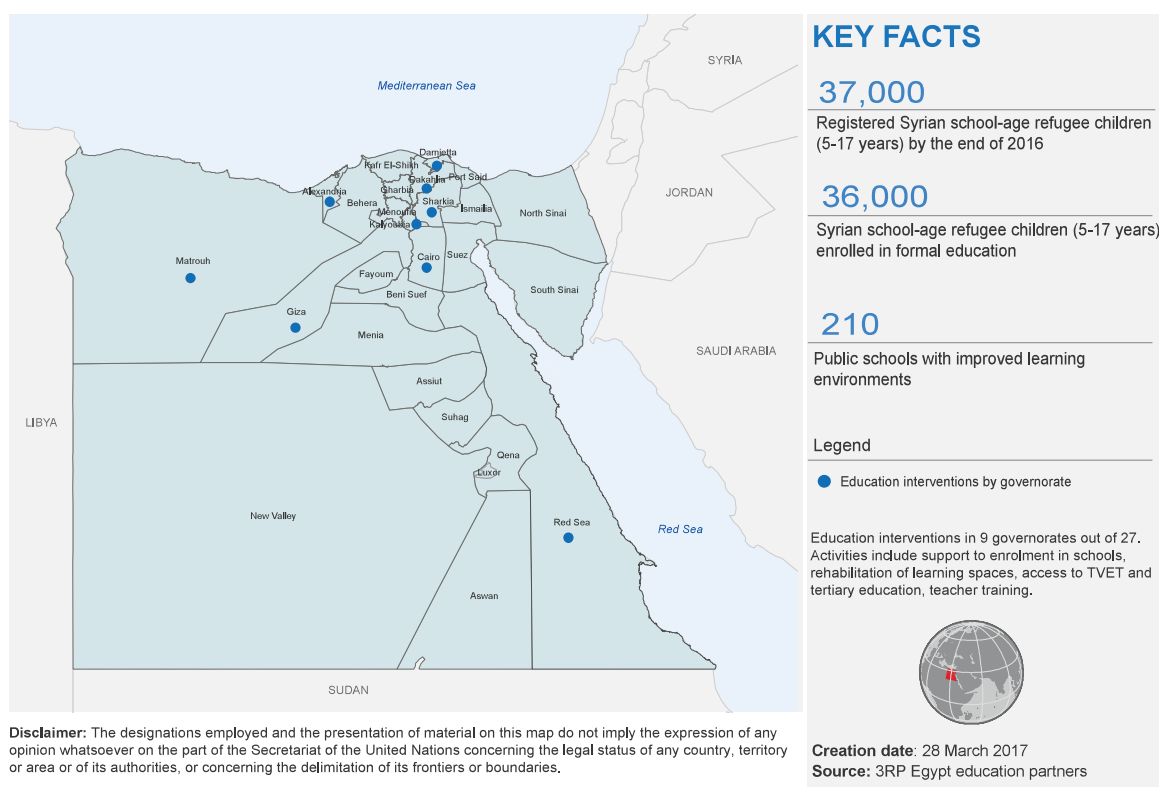 Mediterranean Sea
SYRIA
JORDAN
SAUDI ARABIA
LIBYA
SUDAN
Red Sea
Damietta
Kafr El-Shikh
Dakahlia
Port Said
Alexandria
Gharbia
Behera
Sharkia
Menoufia
Ismailia
Kalyoubia
North Sinai
Matrouh
Cairo
Suez
Fayoum
South Sinai
Beni Suef
Giza
Menia
Assiut
Suhag
Qena
Luxor
New Valley
Red Sea
Aswan
KEY FACTS
37,000
Registered Syrian school-age refugee children
(5-17 years) by the end of 2016
36,000
Syrian school-age refugee children (5-17 years)
enrolled in formal education
210
Public schools with improved learning
environments
Legend
Education interventions by governorate
Education interventions in 9 governorates out of 27.
Activities include support to enrolment in schools,
rehabilitation of learning spaces, access to TVET and
tertiary education, teacher training.
Creation date: 28 March 2017
Source: 3RP Egypt education partners
Disclaimer: The designations employed and the presentation of material on this map do not imply the expression of any
opinion whatsoever on the part of the Secretariat of the United Nations concerning the legal status of any country, territory
or area or of its authorities, or concerning the delimitation of its frontiers or boundaries.